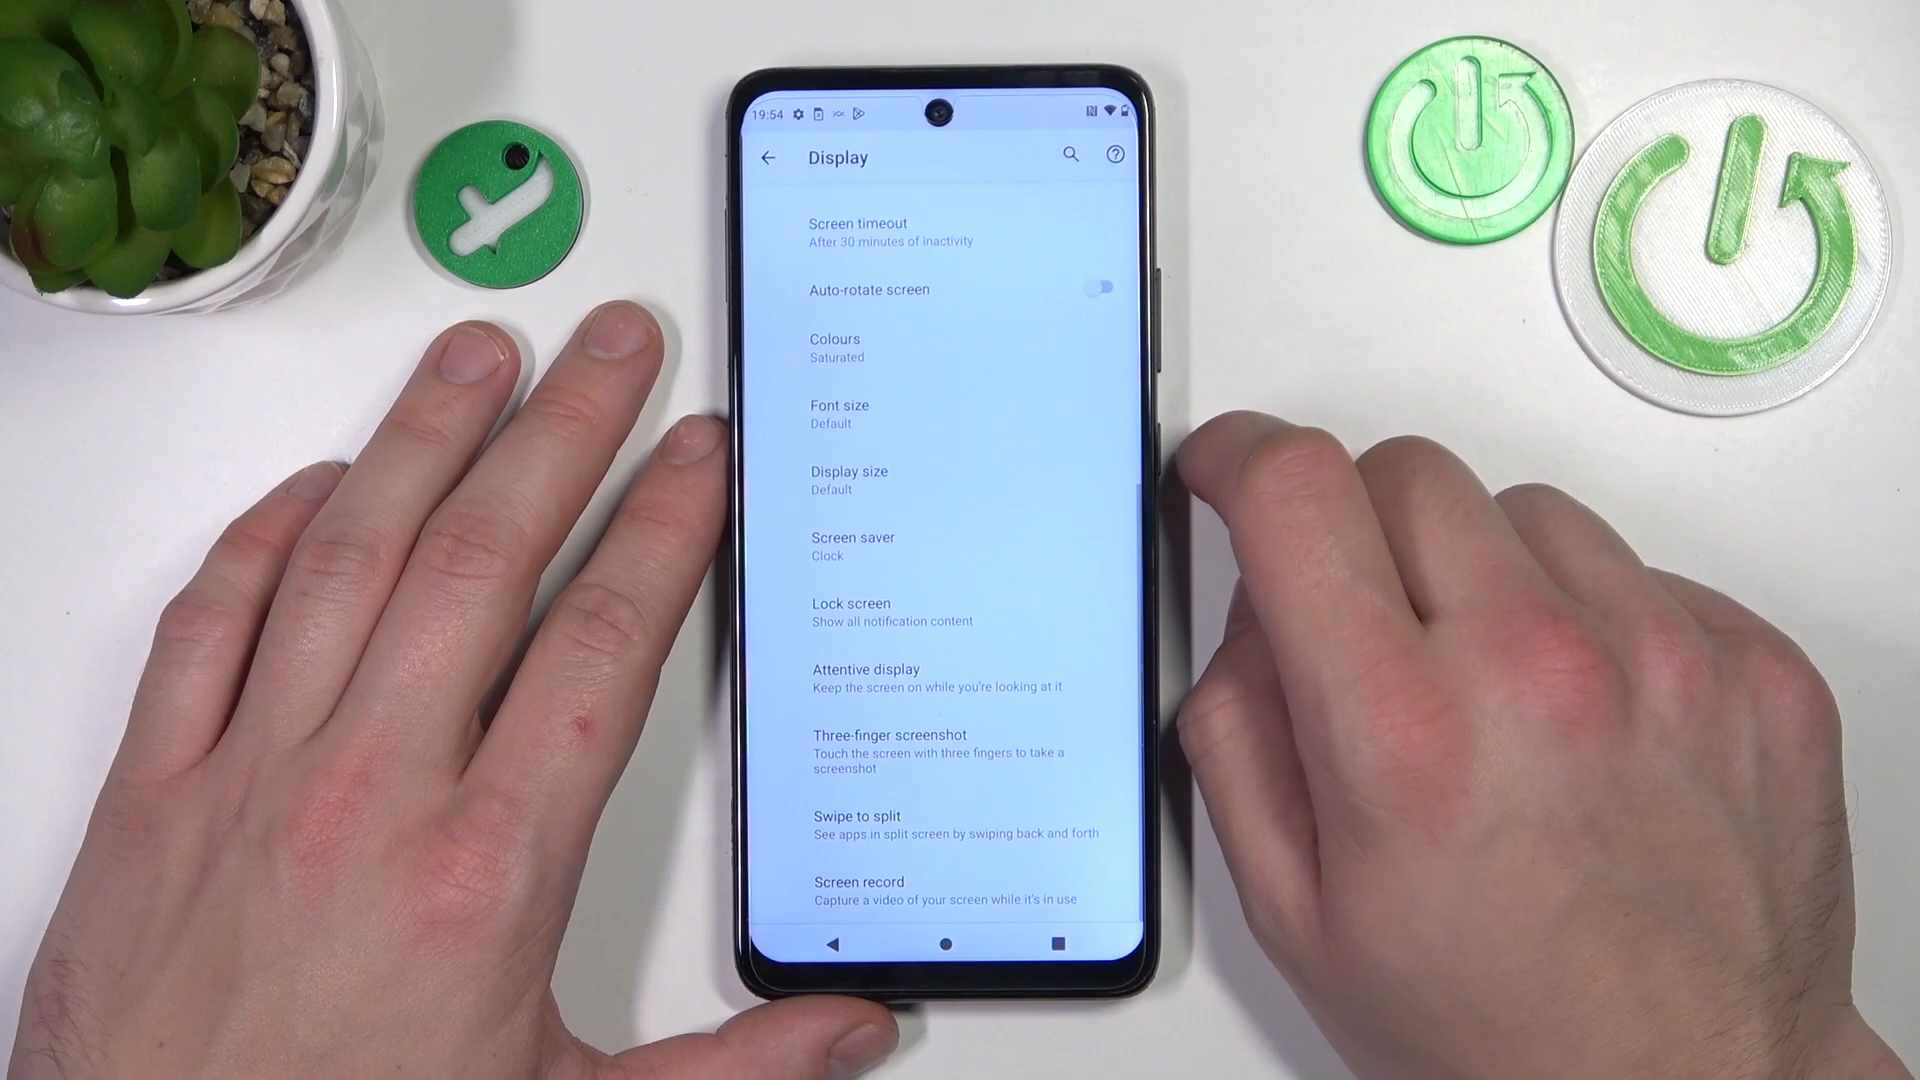 19:54
Display
Screen timeout
After 30 minutes of inactivity
Auto-rotate screen
Colours
Saturated
Font size
Default
Display size
Default
Screen saver
Clock
Lock screen
Show all notification content
Attentive display
Keep the screen on while you're looking at it
Three-finger screenshot
Touch the screen with three fingers to take a
screenshot
Swipe to split
See apps in split screen by swiping back and forth
Screen record
Capture a video of your screen while it's in use